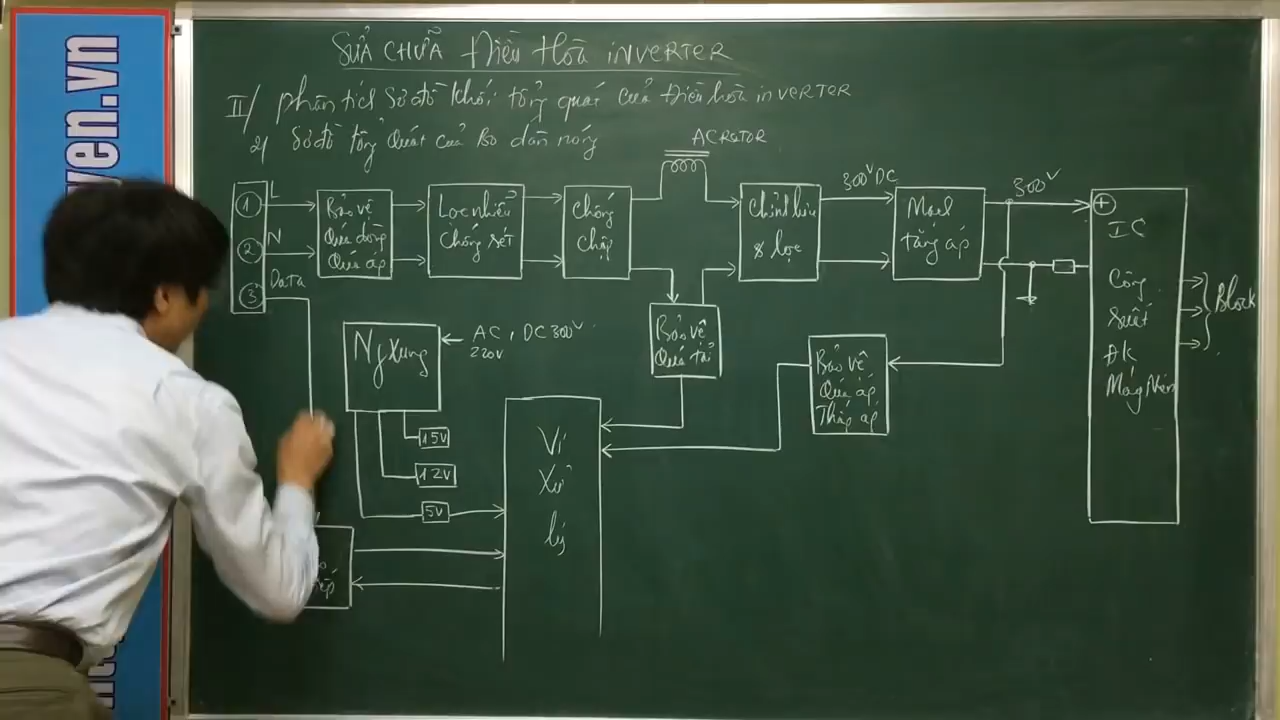 SỬA CHỮA Điều Hòa INVERTER
II/ phân tích sơ đồ khối tổng quát của Điều hòa inVERTER
2/ Sơ đồ tổng Quát của Bo dàn nóng
ACRCTOR
1 L
2 N
3 Data
Bảo vệ
Quá dòng
Quá áp
Lọc nhiễu
Chống sét
Chống
chập
Chỉnh lưu
& lọc
300V DC
Mạch
tăng áp
300V
+
IC
Công
suất
ĐK
Máy Nén
Block
Ng Xung
AC, DC 300V
220V
15V
12V
5V
Bảo vệ
Quá tải
Bảo vệ
Quá áp
Thấp áp
Vi
Xử
lý
ven.vn